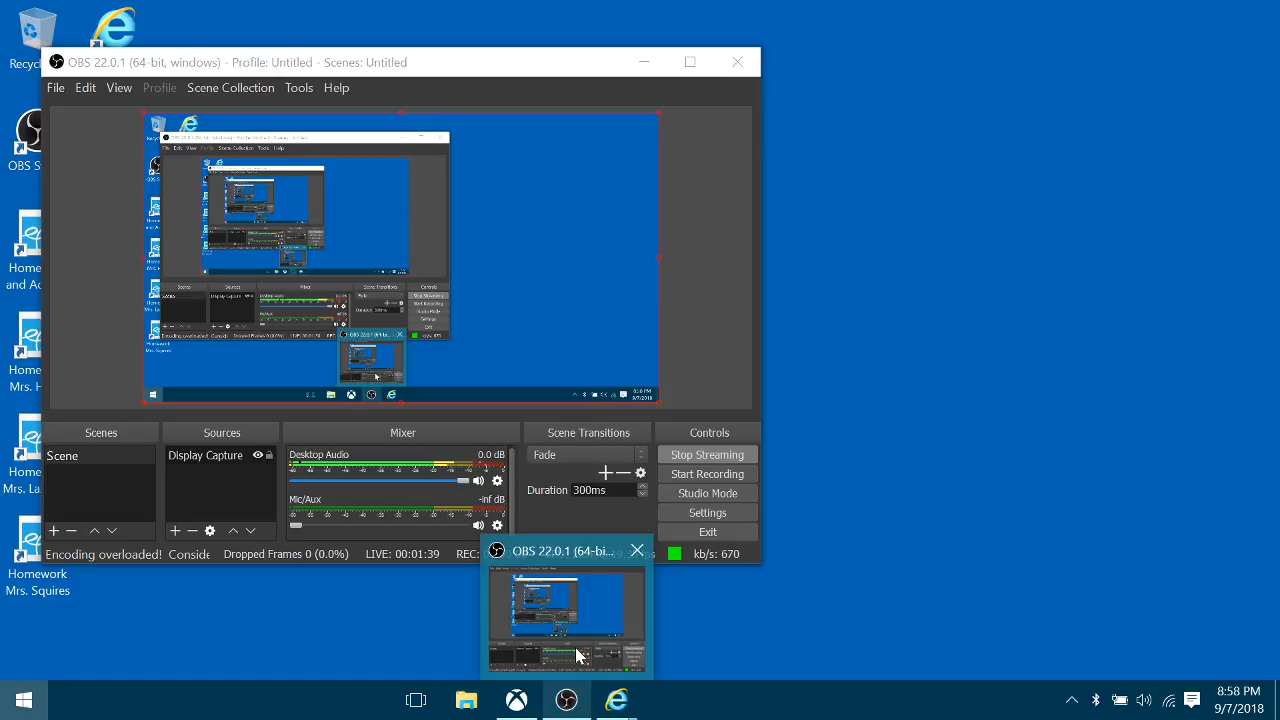 Recyc
OBS 22.0.1 (64-bit, windows) - Profile: Untitled - Scenes: Untitled
File Edit View Profile Scene Collection Tools Help
OBS S
Home
and Ac
Home
Mrs. H
Home
Mrs. La
Homework
Mrs. Squires
Scenes
Scene
Sources
Display Capture
Mixer
Desktop Audio 0.0 dB
Mic/Aux -inf dB
Scene Transitions
Fade
Duration 300ms
Controls
Stop Streaming
Start Recording
Studio Mode
Settings
Exit
Encoding overloaded! Conside Dropped Frames 0 (0.0%) LIVE: 00:01:39 REC: kb/s: 670
OBS 22.0.1 (64-bi...
8:58 PM
9/7/2018